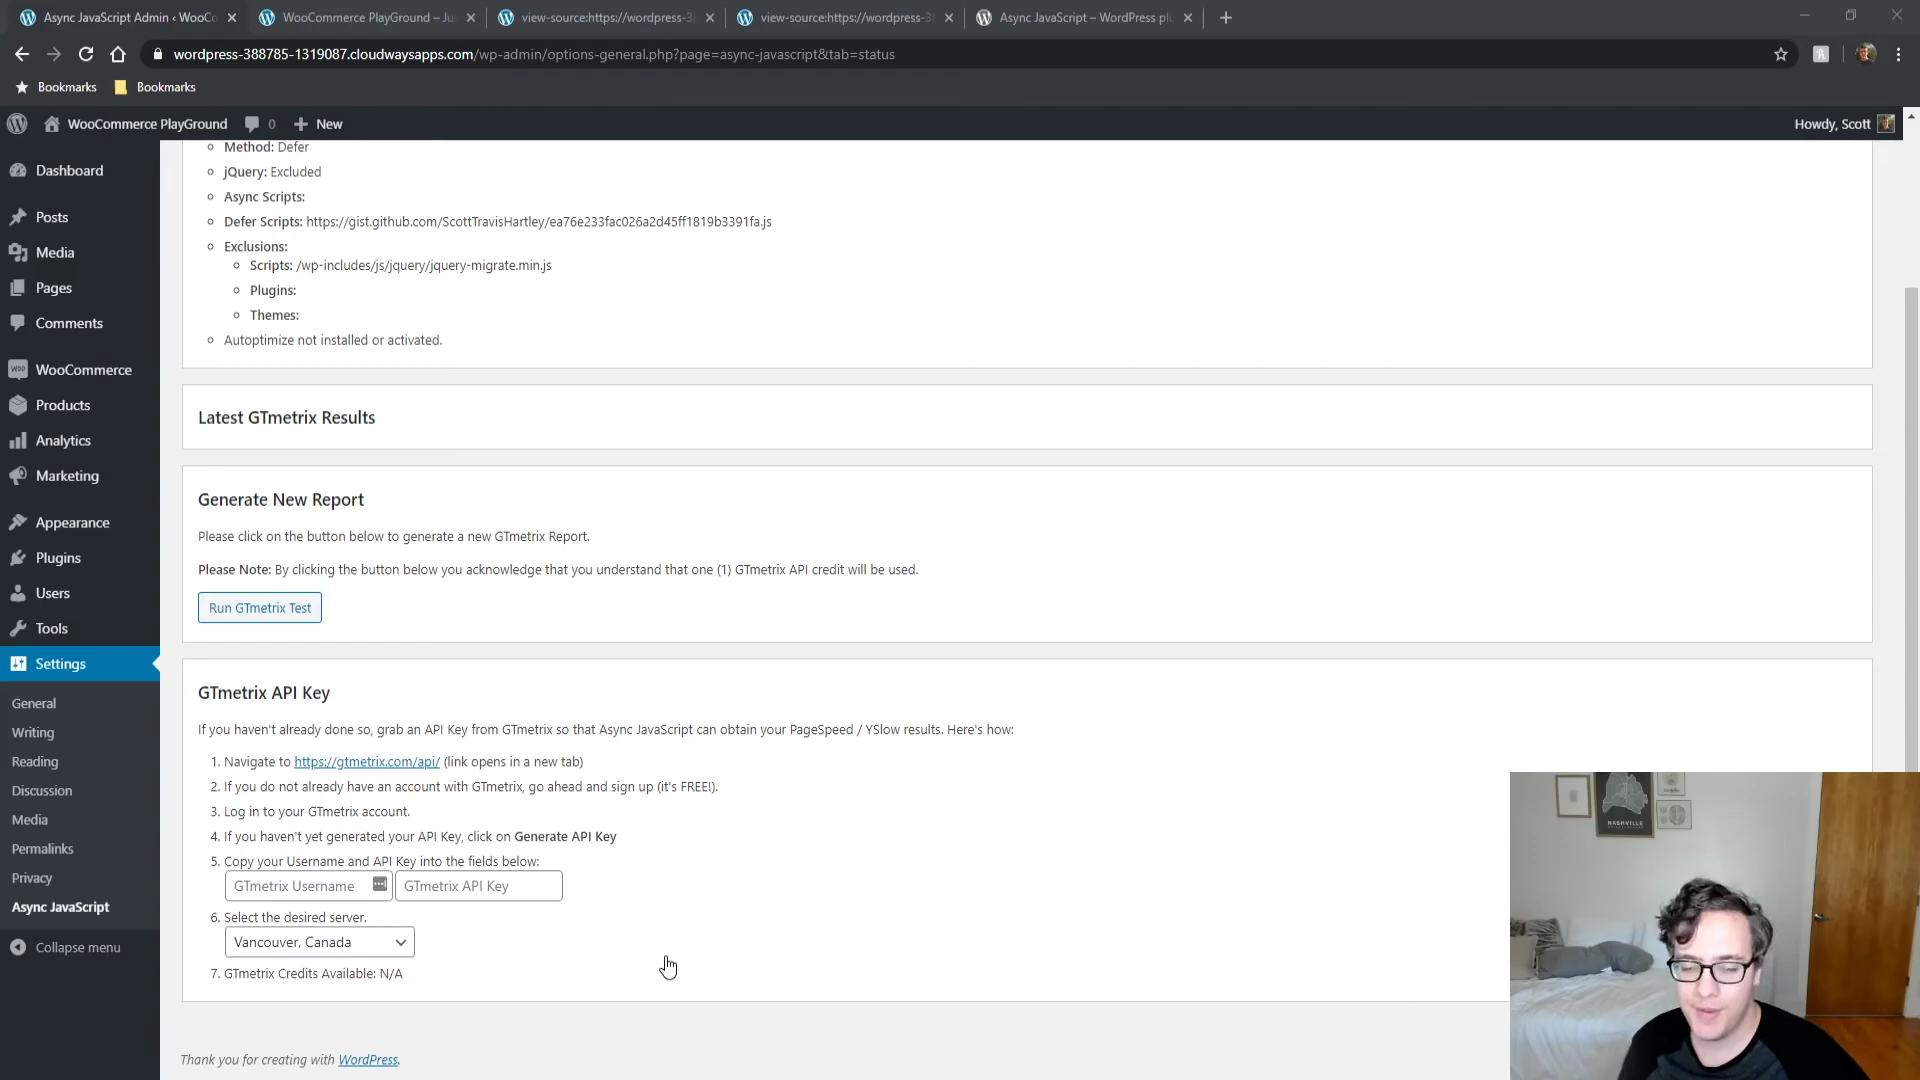 Async JavaScript Admin ‹ WooCo
WooCommerce PlayGround – Jus
view-source:https://wordpress-38
view-source:https://wordpress-38
Async JavaScript – WordPress plu
wordpress-388785-1319087.cloudwaysapps.com/wp-admin/options-general.php?page=async-javascript&tab=status
Bookmarks
Bookmarks
WooCommerce PlayGround
0
New
Howdy, Scott
Dashboard
Posts
Media
Pages
Comments
WooCommerce
Products
Analytics
Marketing
Appearance
Plugins
Users
Tools
Settings
General
Writing
Reading
Discussion
Media
Permalinks
Privacy
Async JavaScript
Collapse menu
Method: Defer
jQuery: Excluded
Async Scripts:
Defer Scripts: https://gist.github.com/ScottTravisHartley/ea76e233fac026a2d45ff1819b3391fa.js
Exclusions:
Scripts: /wp-includes/js/jquery/jquery-migrate.min.js
Plugins:
Themes:
Autoptimize not installed or activated.
Latest GTmetrix Results
Generate New Report
Please click on the button below to generate a new GTmetrix Report.
Please Note: By clicking the button below you acknowledge that you understand that one (1) GTmetrix API credit will be used.
Run GTmetrix Test
GTmetrix API Key
If you haven't already done so, grab an API Key from GTmetrix so that Async JavaScript can obtain your PageSpeed / YSlow results. Here's how:
1. Navigate to https://gtmetrix.com/api/ (link opens in a new tab)
2. If you do not already have an account with GTmetrix, go ahead and sign up (it's FREE!).
3. Log in to your GTmetrix account.
4. If you haven't yet generated your API Key, click on Generate API Key
5. Copy your Username and API Key into the fields below:
GTmetrix Username
GTmetrix API Key
6. Select the desired server.
Vancouver, Canada
7. GTmetrix Credits Available: N/A
Thank you for creating with WordPress.
NASHVILLE